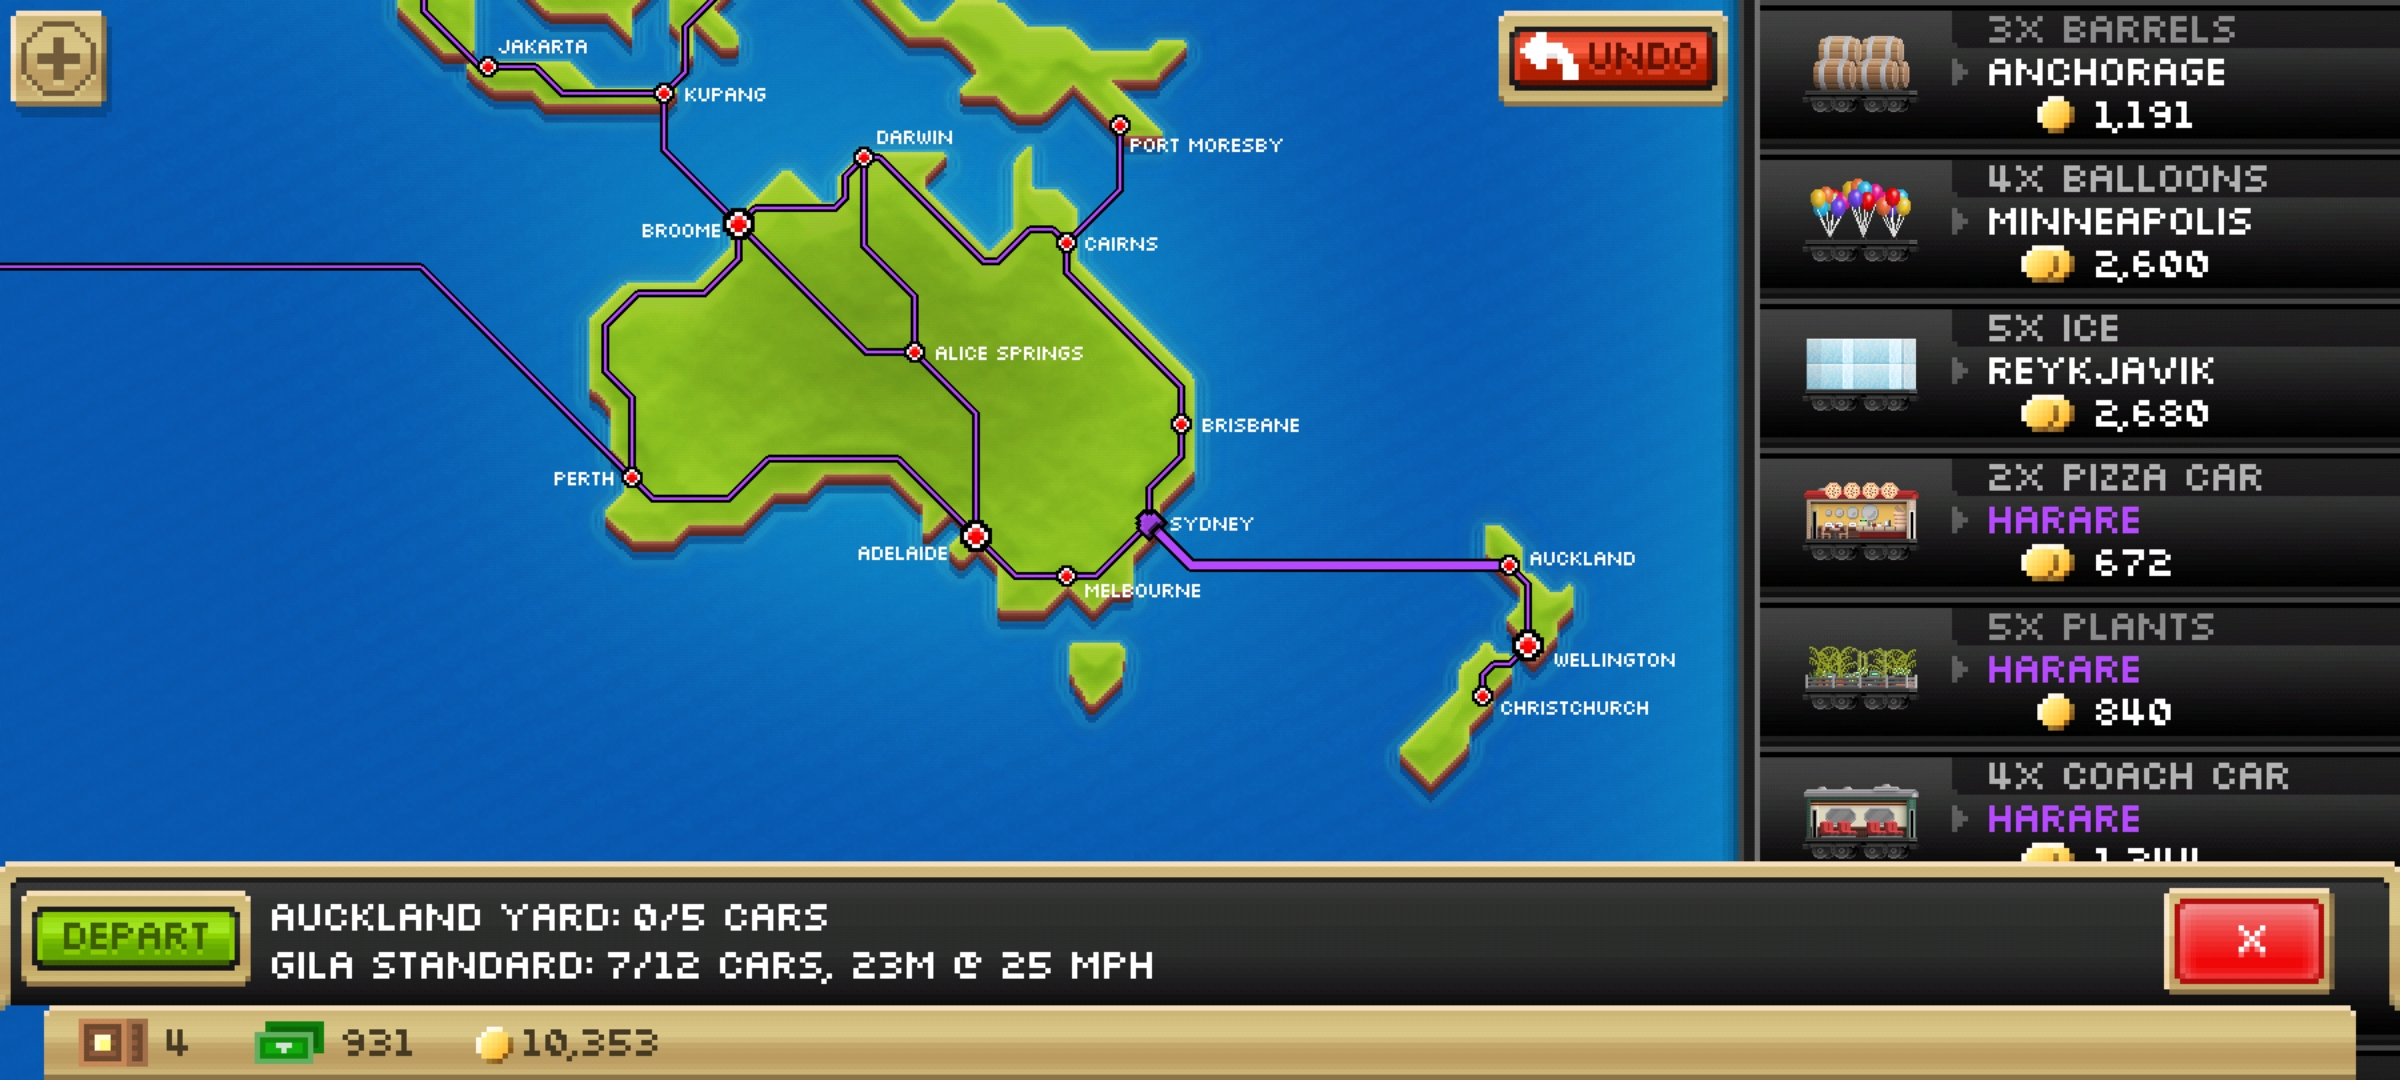 JAKARTA
KUPANG
DARWIN
PORT MORESBY
BROOME
CAIRNS
ALICE SPRINGS
BRISBANE
PERTH
SYDNEY
ADELAIDE
MELBOURNE
AUCKLAND
WELLINGTON
CHRISTCHURCH
UNDO
3X BARRELS
ANCHORAGE
1,191
4X BALLOONS
MINNEAPOLIS
2,600
5X ICE
REYKJAVIK
2,680
2X PIZZA CAR
HARARE
672
5X PLANTS
HARARE
840
4X COACH CAR
HARARE
DEPART
AUCKLAND YARD: 0/5 CARS
GILA STANDARD: 7/12 CARS, 23M @ 25 MPH
X
4
931
10,353